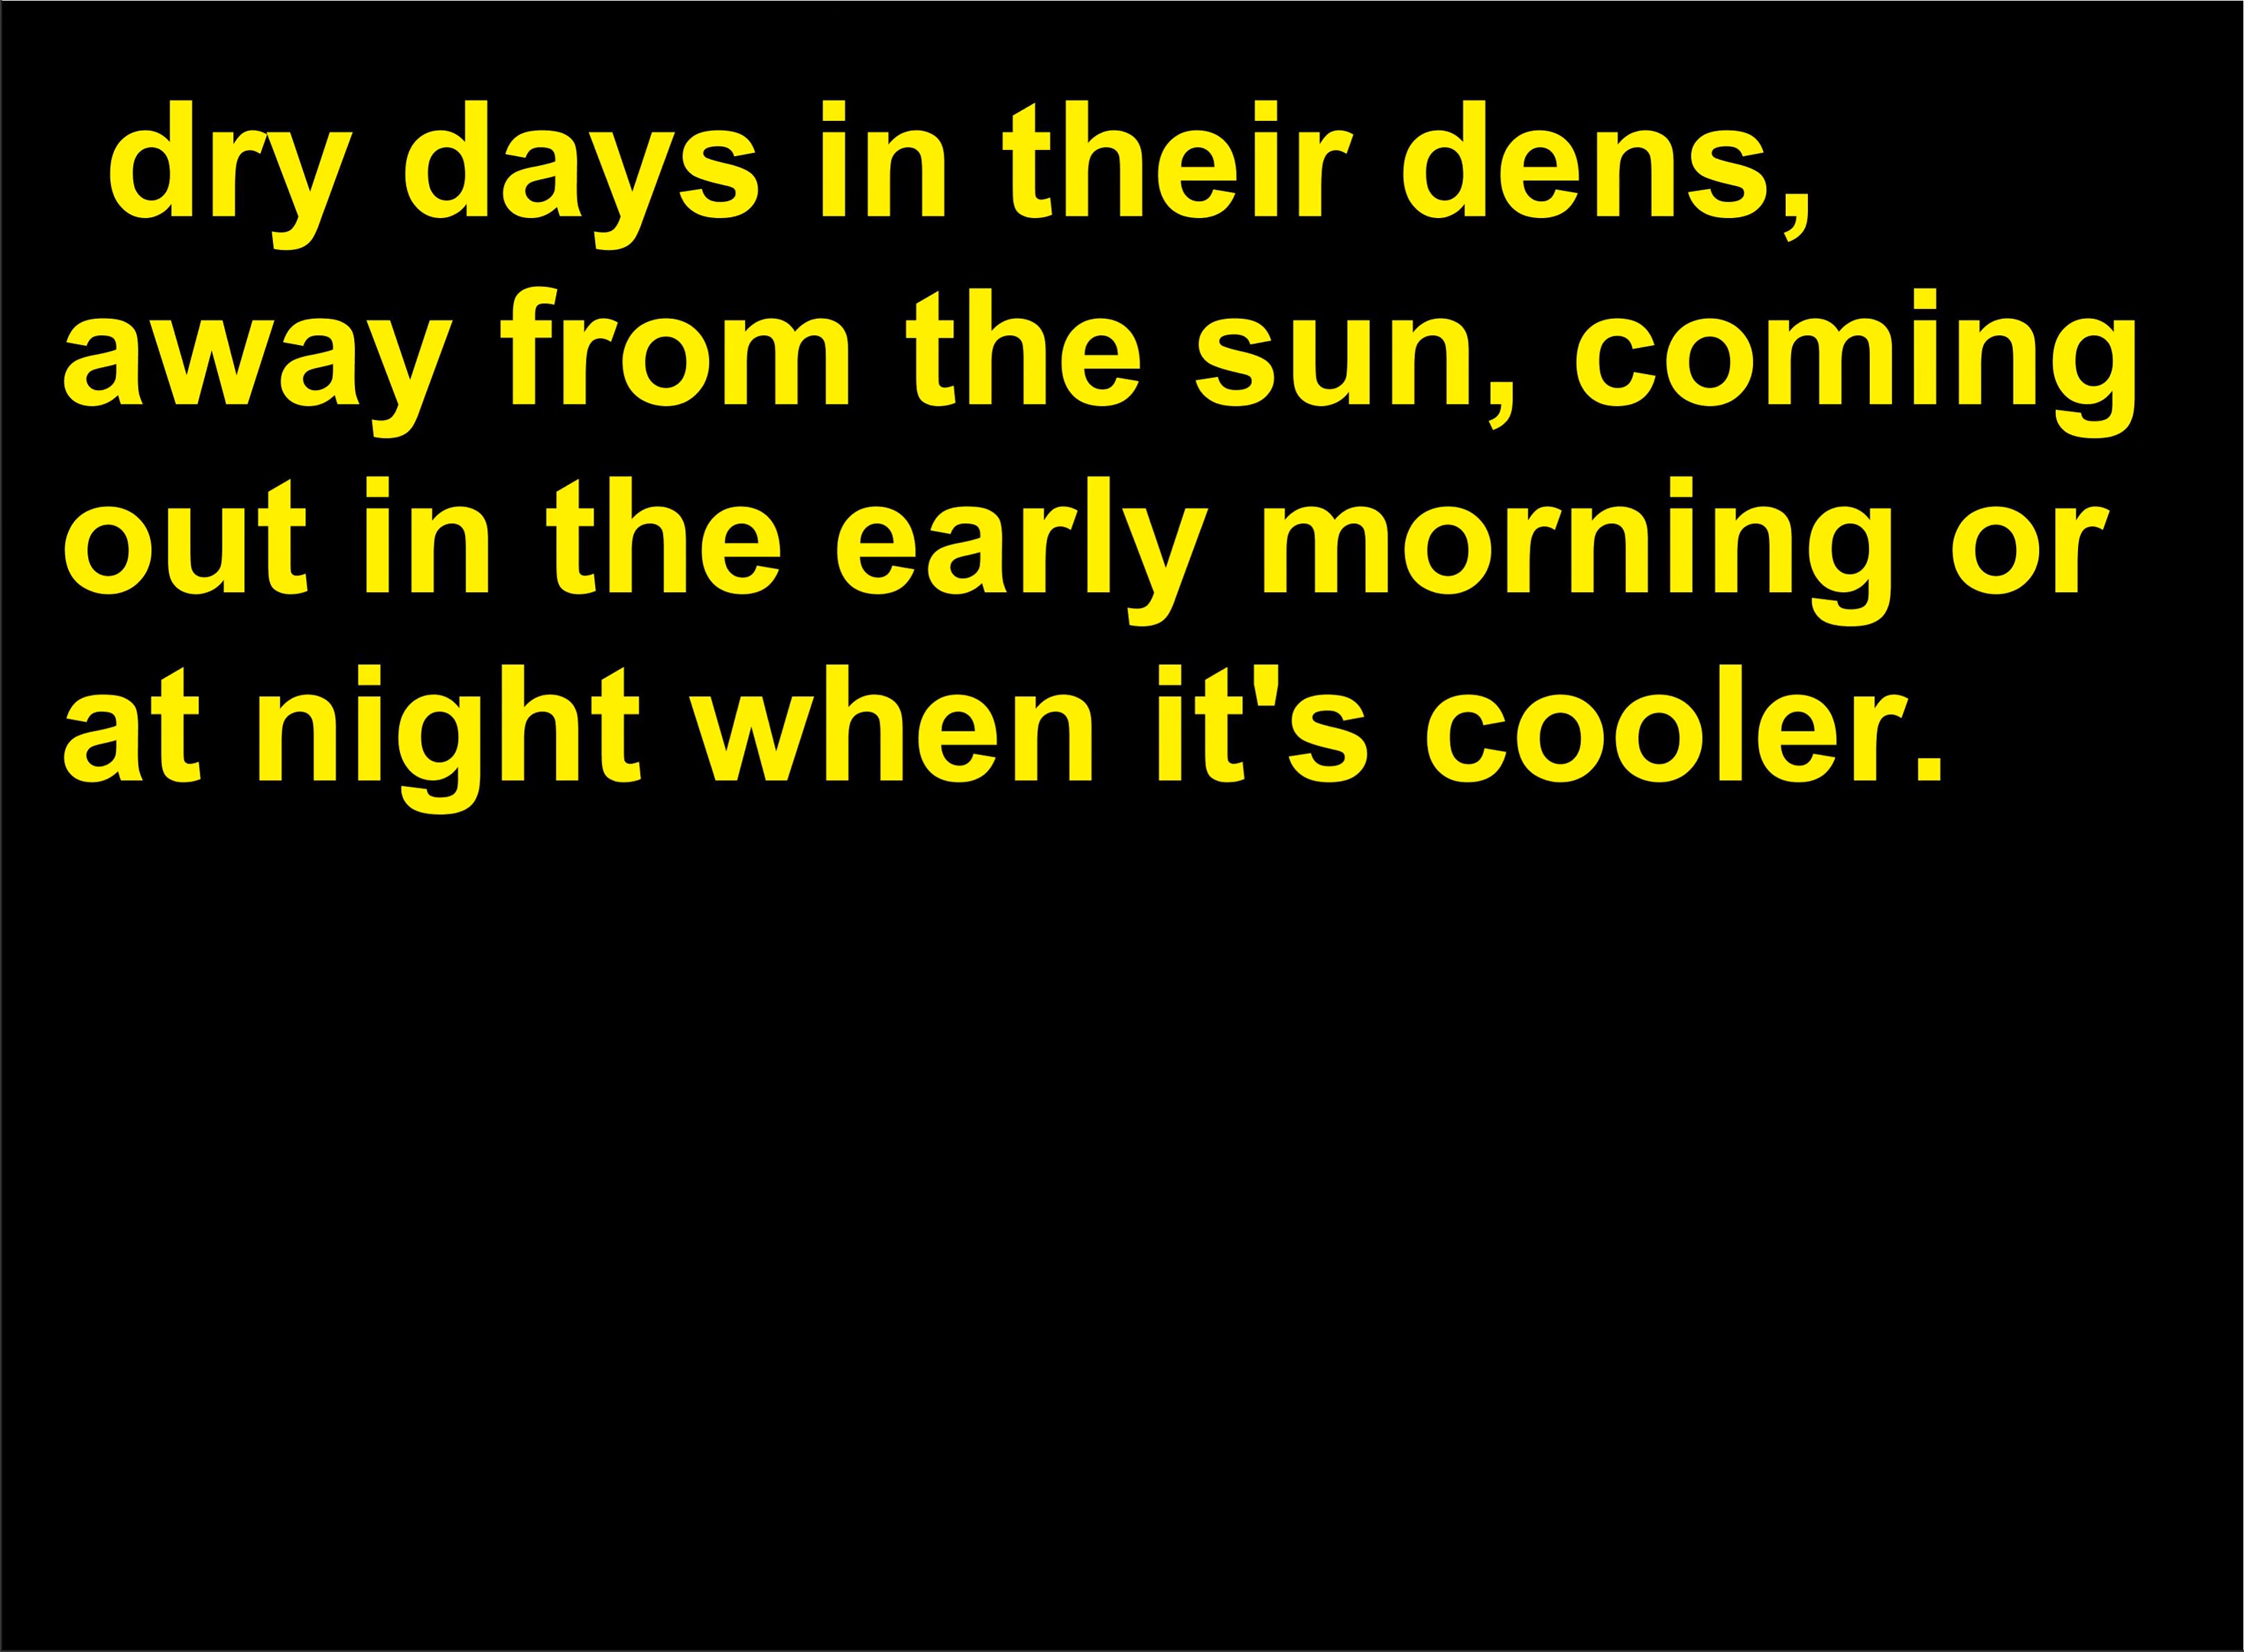 dry days in their dens,
away from the sun, coming
out in the early morning or
at night when it's cooler.